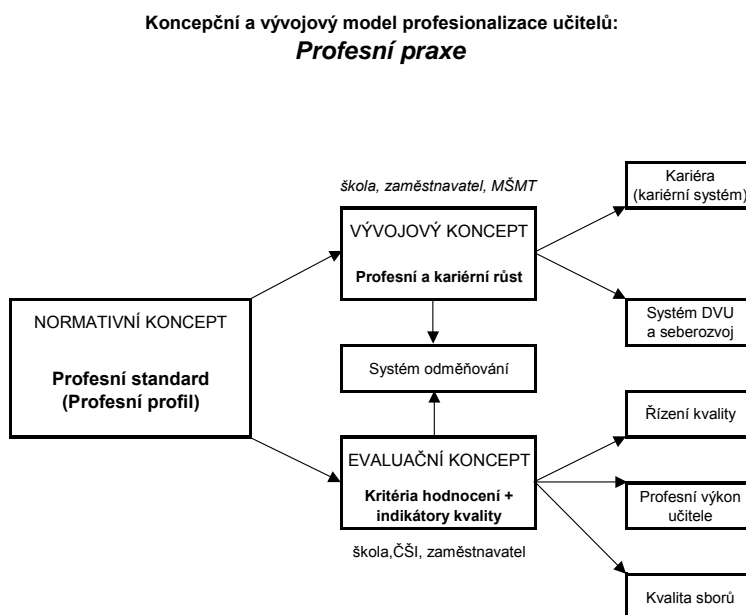 Koncepční a vývojový model profesionalizace učitelů:
Profesní praxe
Kariéra
(kariérní systém)
škola, zaměstnavatel, MŠMT
VÝVOJOVÝ KONCEPT
Profesní a kariérní růst
Systém DVU
a seberozvoj
NORMATIVNÍ KONCEPT
Profesní standard
(Profesní profil)
Systém odměňování
Řízení kvality
EVALUAČNÍ KONCEPT
Kritéria hodnocení +
indikátory kvality
Profesní výkon
učitele
škola,ČŠI, zaměstnavatel
Kvalita sborů